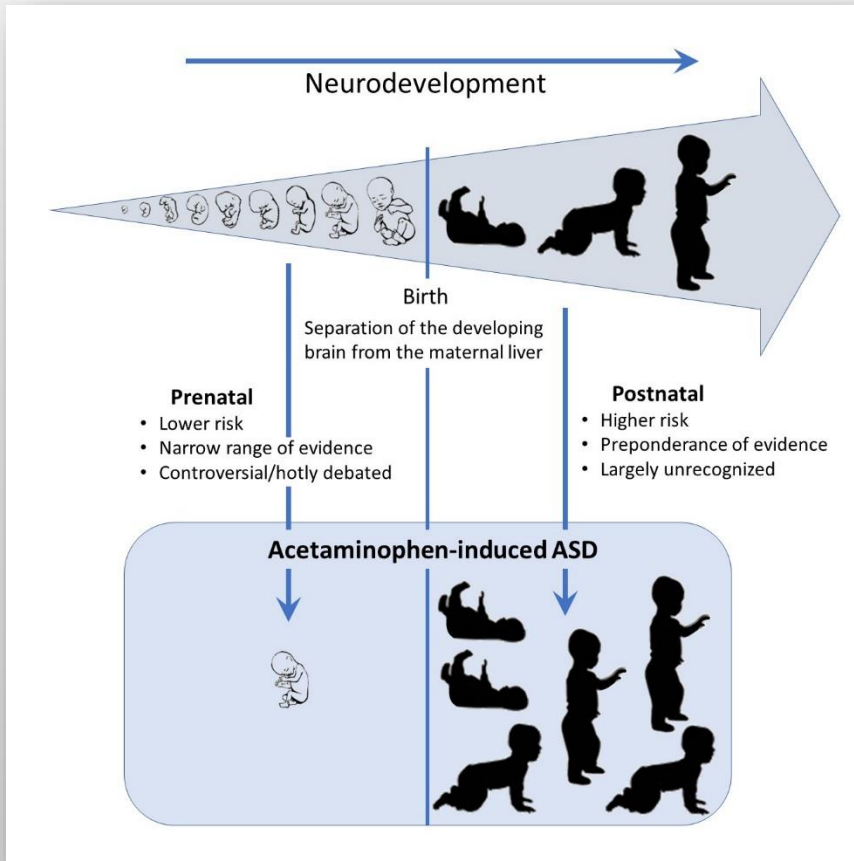 Neurodevelopment
Birth
Separation of the developing
brain from the maternal liver
Prenatal
• Lower risk
• Narrow range of evidence
• Controversial/hotly debated
Postnatal
• Higher risk
• Preponderance of evidence
• Largely unrecognized
Acetaminophen-induced ASD